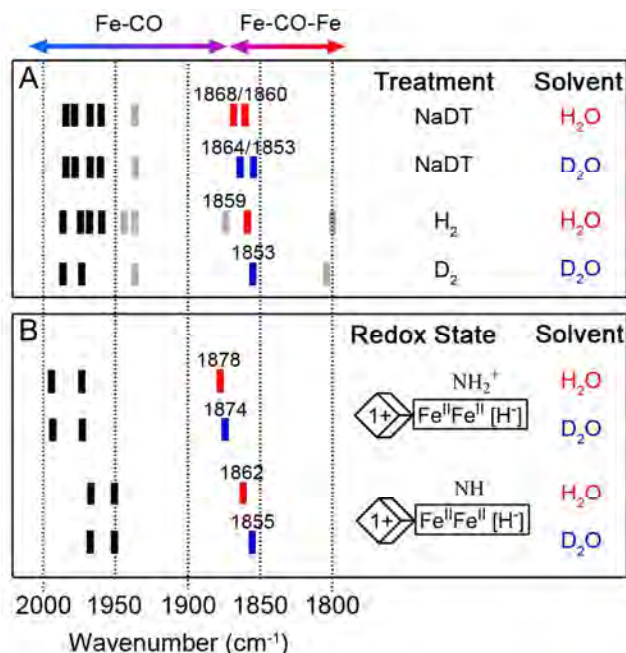 Fe-CO Fe-CO-Fe
A Treatment Solvent
1868/1860 NaDT H₂O
1864/1853 NaDT D₂O
1859 H₂ H₂O
1853 D₂ D₂O
B Redox State Solvent
1878 NH₂⁺ H₂O
1874 1+ FeᴵᴵFeᴵᴵ [H⁻] D₂O
1862 NH H₂O
1855 1+ FeᴵᴵFeᴵᴵ [H⁻] D₂O
2000 1950 1900 1850 1800
Wavenumber (cm⁻¹)